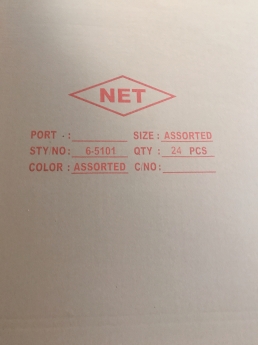 NET
PORT -: SIZE: ASSORTED
STY NO: 6-5101 QTY : 24 PCS
COLOR : ASSORTED C/NO: